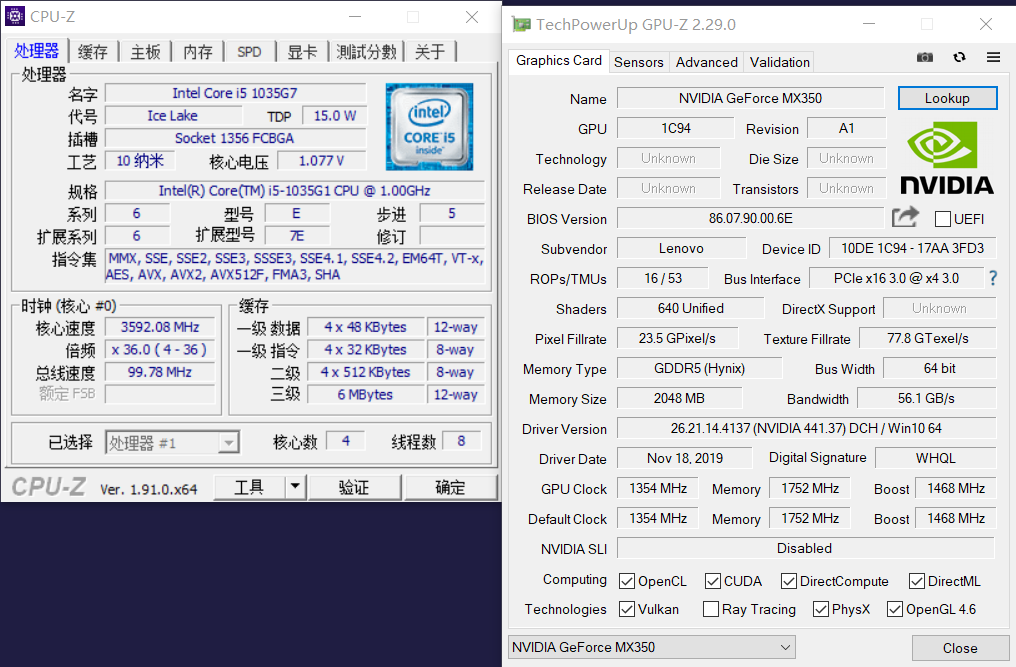 CPU-Z
处理器 缓存 主板 内存 SPD 显卡 測試分數 关于
处理器
名字 Intel Core i5 1035G7
代号 Ice Lake TDP 15.0 W
插槽 Socket 1356 FCBGA
工艺 10 纳米 核心电压 1.077 V
(intel)
CORE i5
inside™
规格 Intel(R) Core(TM) i5-1035G1 CPU @ 1.00GHz
系列 6 型号 E 步进 5
扩展系列 6 扩展型号 7E 修订
指令集 MMX, SSE, SSE2, SSE3, SSSE3, SSE4.1, SSE4.2, EM64T, VT-x,
AES, AVX, AVX2, AVX512F, FMA3, SHA
时钟 (核心 #0)
核心速度 3592.08 MHz
倍频 x 36.0 ( 4 - 36 )
总线速度 99.78 MHz
额定 FSB
缓存
一级 数据 4 x 48 KBytes 12-way
一级 指令 4 x 32 KBytes 8-way
二级 4 x 512 KBytes 8-way
三级 6 MBytes 12-way
已选择 处理器 #1 核心数 4 线程数 8
CPU-Z Ver. 1.91.0.x64 工具 验证 确定
TechPowerUp GPU-Z 2.29.0
Graphics Card Sensors Advanced Validation
Name NVIDIA GeForce MX350 Lookup
GPU 1C94 Revision A1
Technology Unknown Die Size Unknown
Release Date Unknown Transistors Unknown
NVIDIA
BIOS Version 86.07.90.00.6E UEFI
Subvendor Lenovo Device ID 10DE 1C94 - 17AA 3FD3
ROPs/TMUs 16 / 53 Bus Interface PCIe x16 3.0 @ x4 3.0 ?
Shaders 640 Unified DirectX Support Unknown
Pixel Fillrate 23.5 GPixel/s Texture Fillrate 77.8 GTexel/s
Memory Type GDDR5 (Hynix) Bus Width 64 bit
Memory Size 2048 MB Bandwidth 56.1 GB/s
Driver Version 26.21.14.4137 (NVIDIA 441.37) DCH / Win10 64
Driver Date Nov 18, 2019 Digital Signature WHQL
GPU Clock 1354 MHz Memory 1752 MHz Boost 1468 MHz
Default Clock 1354 MHz Memory 1752 MHz Boost 1468 MHz
NVIDIA SLI Disabled
Computing OpenCL CUDA DirectCompute DirectML
Technologies Vulkan Ray Tracing PhysX OpenGL 4.6
NVIDIA GeForce MX350 Close